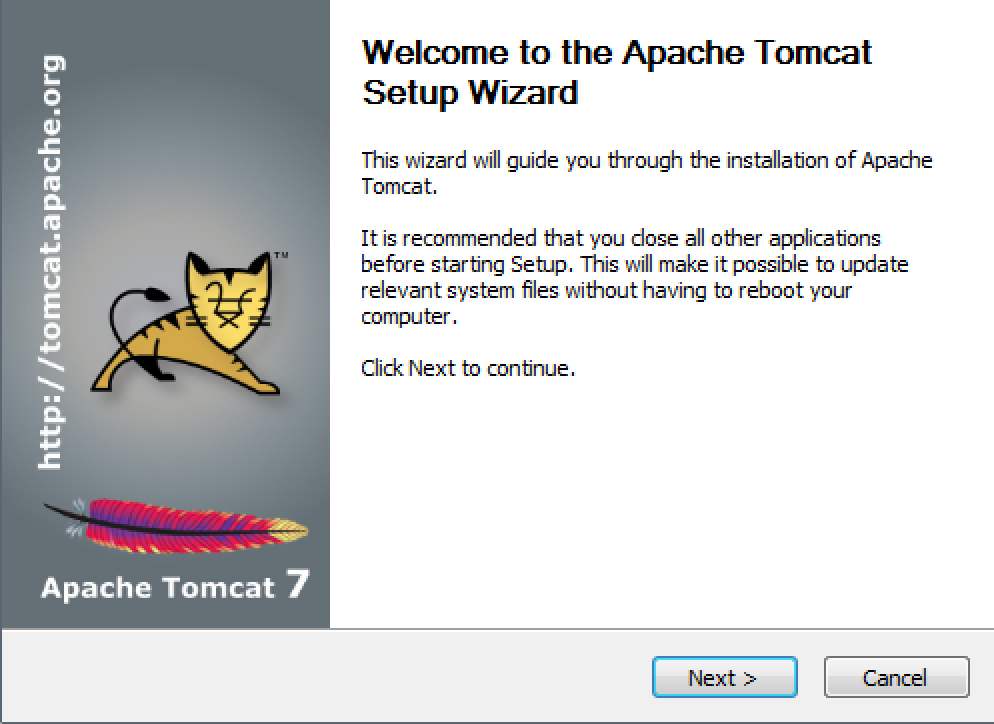 http://tomcat.apache.org
TM
Apache Tomcat 7
Welcome to the Apache Tomcat
Setup Wizard
This wizard will guide you through the installation of Apache
Tomcat.
It is recommended that you close all other applications
before starting Setup. This will make it possible to update
relevant system files without having to reboot your
computer.
Click Next to continue.
Next >
Cancel